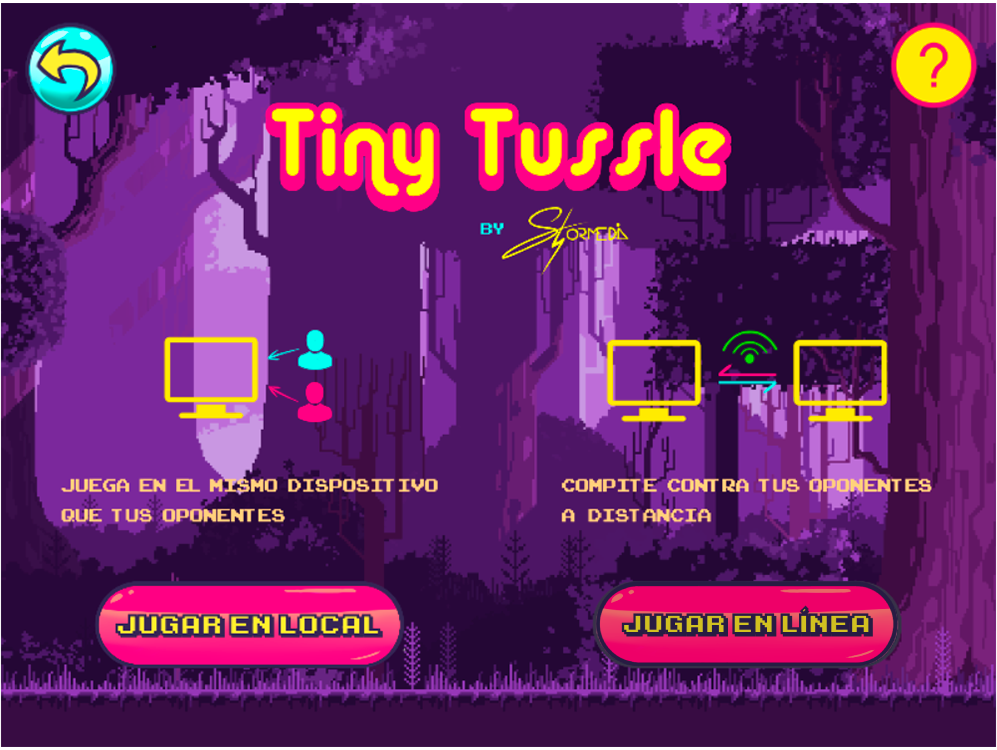 ?
Tiny Tussle
BY Stormedia
JUEGA EN EL MISMO DISPOSITIVO
QUE TUS OPONENTES
COMPITE CONTRA TUS OPONENTES
A DISTANCIA
JUGAR EN LOCAL
JUGAR EN LÍNEA